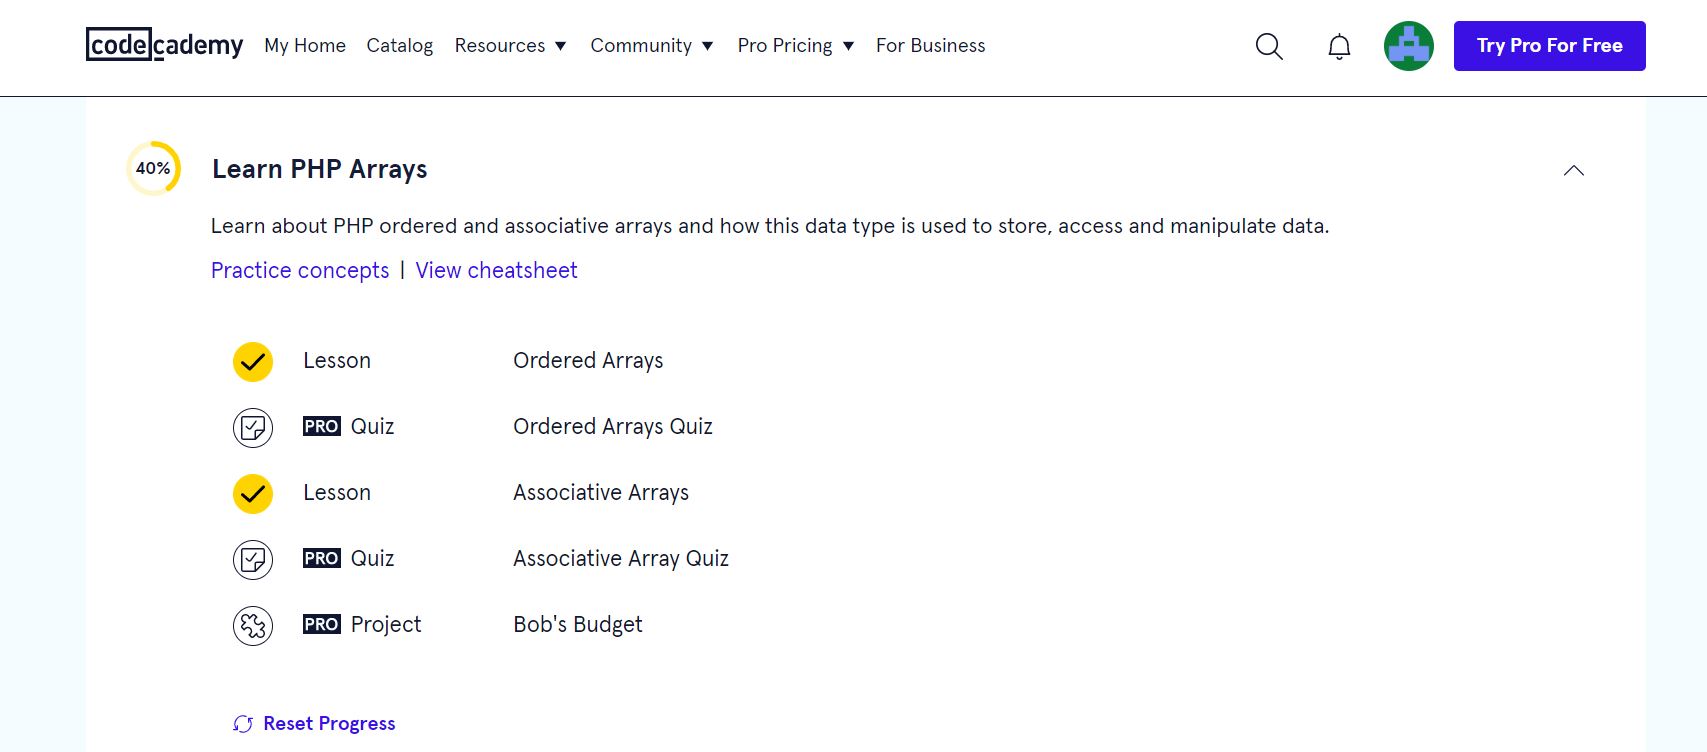 codecademy My Home Catalog Resources ▼ Community ▼ Pro Pricing ▼ For Business Try Pro For Free
40% Learn PHP Arrays
Learn about PHP ordered and associative arrays and how this data type is used to store, access and manipulate data.
Practice concepts | View cheatsheet
Lesson Ordered Arrays
PRO Quiz Ordered Arrays Quiz
Lesson Associative Arrays
PRO Quiz Associative Array Quiz
PRO Project Bob's Budget
Reset Progress